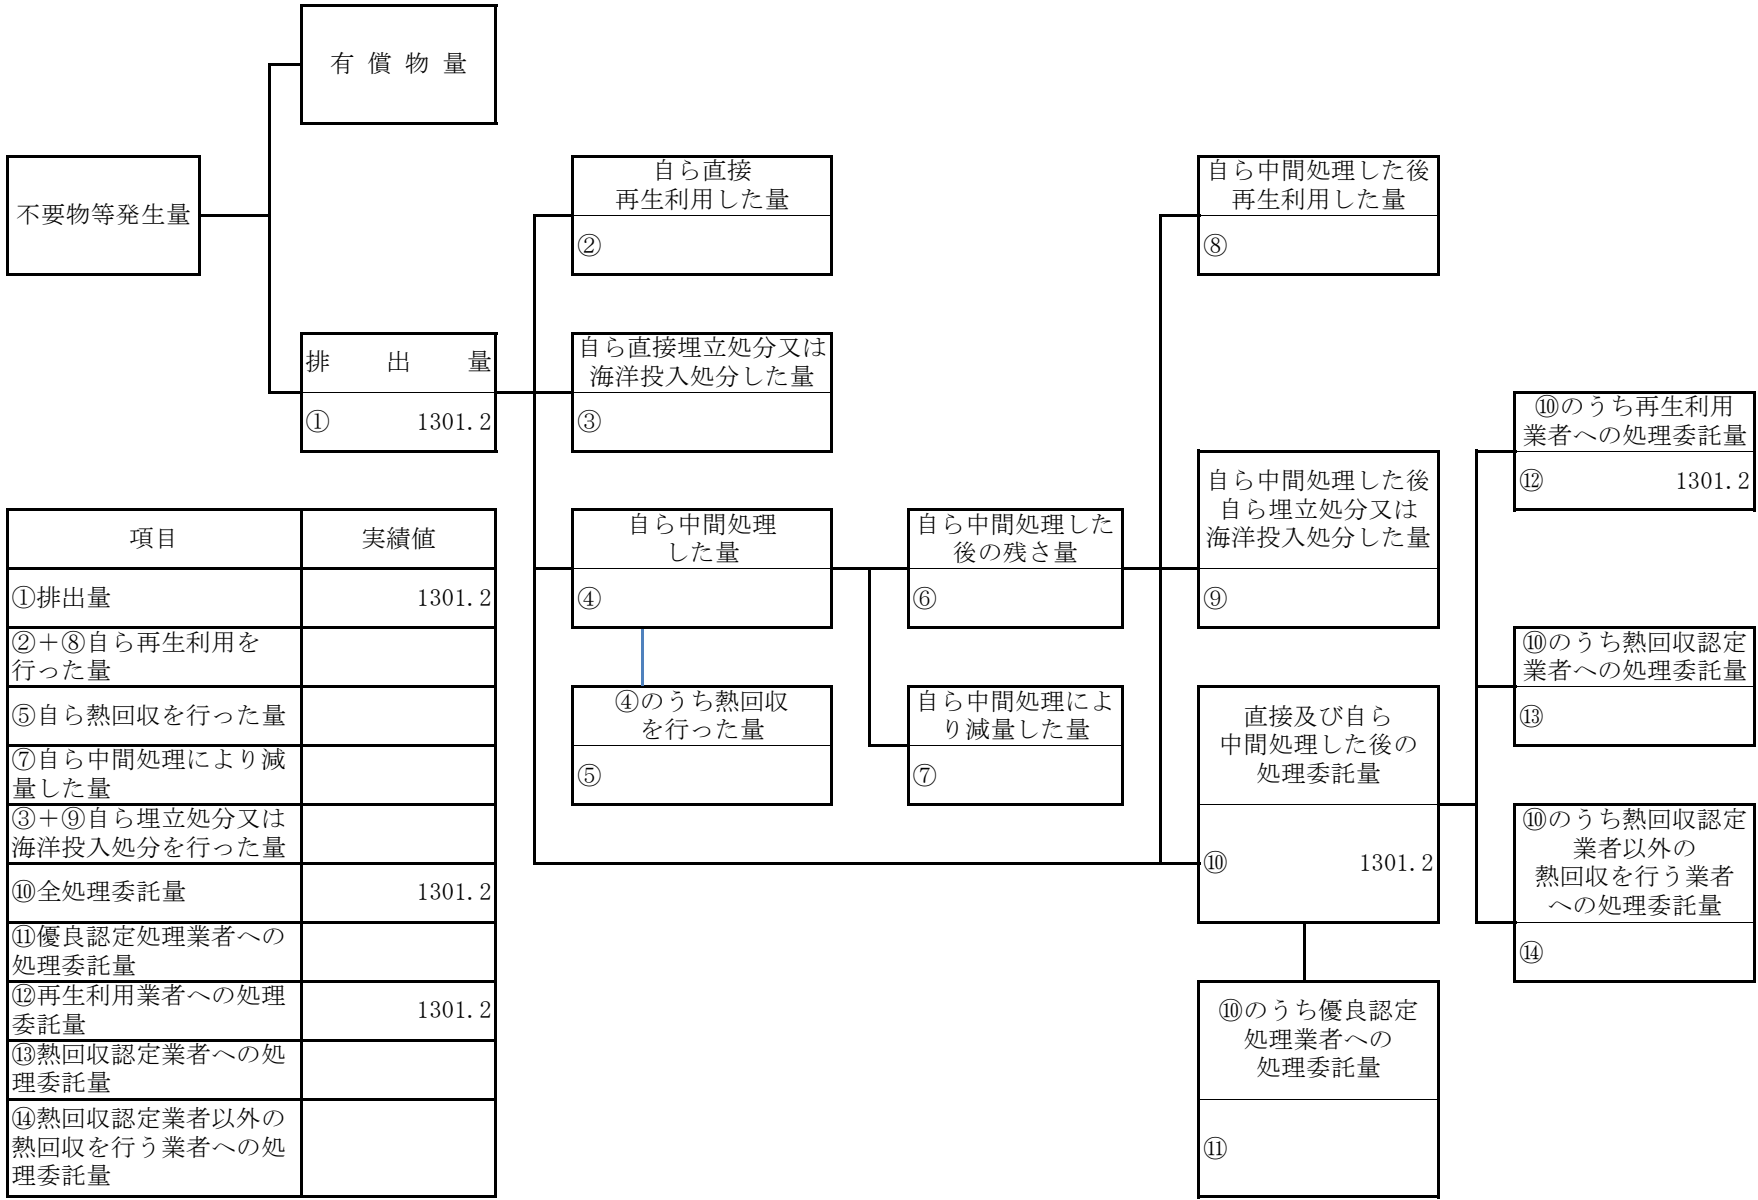 有償物量
不要物等発生量
自ら直接
再生利用した量
②
自ら中間処理した後
再生利用した量
⑧
排出量
① 1301.2
自ら直接埋立処分又は
海洋投入処分した量
③
⑩のうち再生利用
業者への処理委託量
⑫ 1301.2
自ら中間処理した後
自ら埋立処分又は
海洋投入処分した量
⑨
自ら中間処理
した量
④
自ら中間処理した
後の残さ量
⑥
⑩のうち熱回収認定
業者への処理委託量
⑬
④のうち熱回収
を行った量
⑤
自ら中間処理によ
り減量した量
⑦
直接及び自ら
中間処理した後の
処理委託量
⑩ 1301.2
⑩のうち熱回収認定
業者以外の
熱回収を行う業者
への処理委託量
⑭
⑩のうち優良認定
処理業者への
処理委託量
⑪
項目 実績値
①排出量 1301.2
②＋⑧自ら再生利用を
行った量
⑤自ら熱回収を行った量
⑦自ら中間処理により減
量した量
③＋⑨自ら埋立処分又は
海洋投入処分を行った量
⑩全処理委託量 1301.2
⑪優良認定処理業者への
処理委託量
⑫再生利用業者への処理
委託量 1301.2
⑬熱回収認定業者への処
理委託量
⑭熱回収認定業者以外の
熱回収を行う業者への処
理委託量